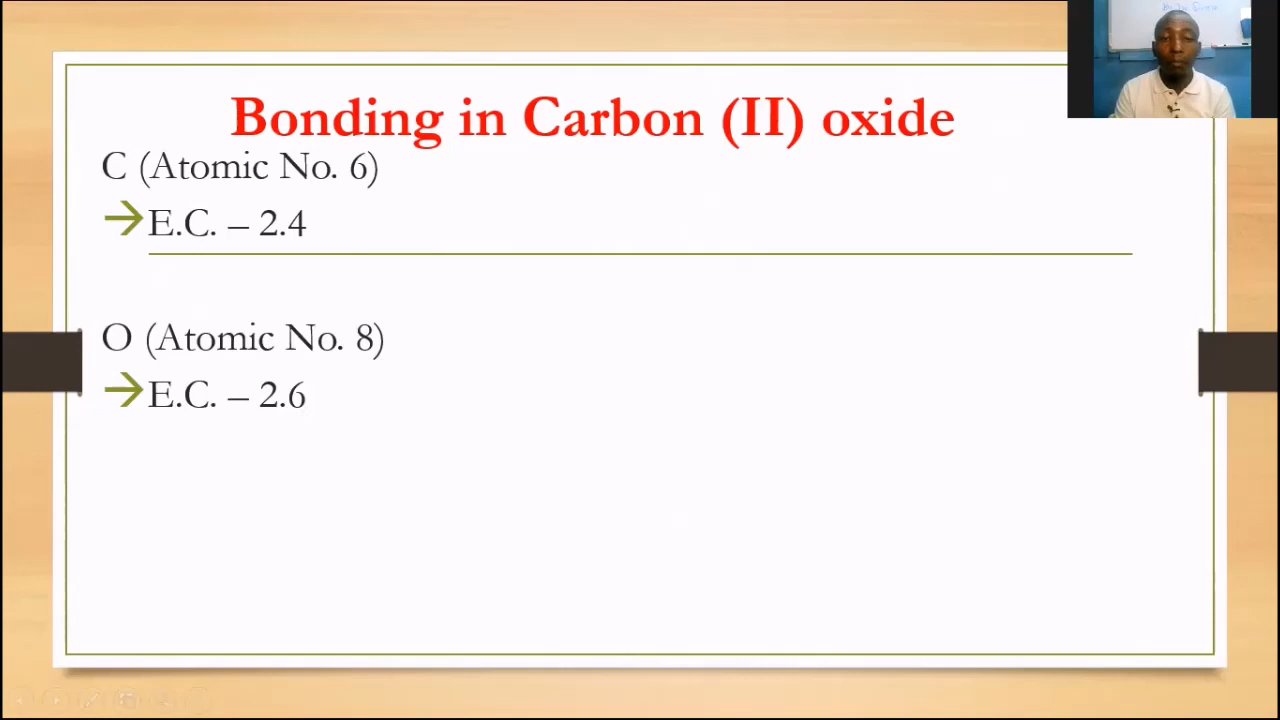 Bonding in Carbon (II) oxide
C (Atomic No. 6)
→E.C. – 2.4
O (Atomic No. 8)
→E.C. – 2.6